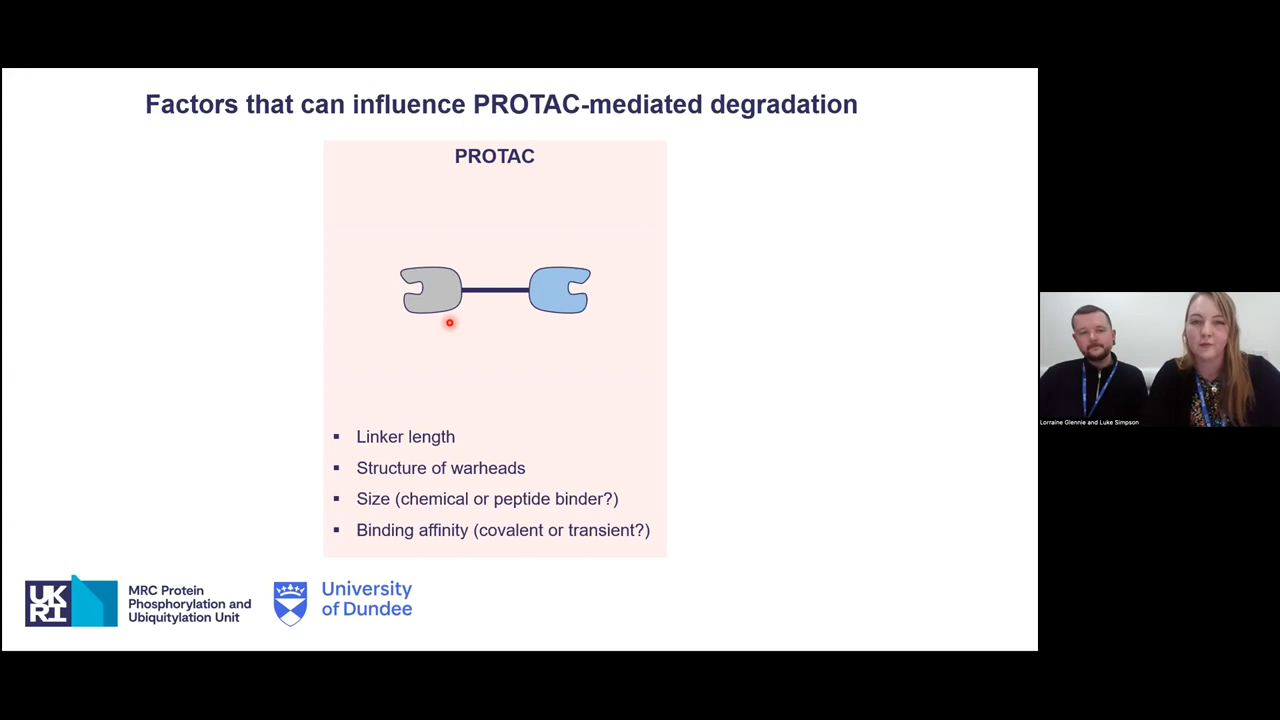 Factors that can influence PROTAC-mediated degradation
PROTAC
▪ Linker length
▪ Structure of warheads
▪ Size (chemical or peptide binder?)
▪ Binding affinity (covalent or transient?)
UK
RI
MRC Protein
Phosphorylation and
Ubiquitylation Unit
University
of Dundee
Lorraine Glennie and Luke Simpson